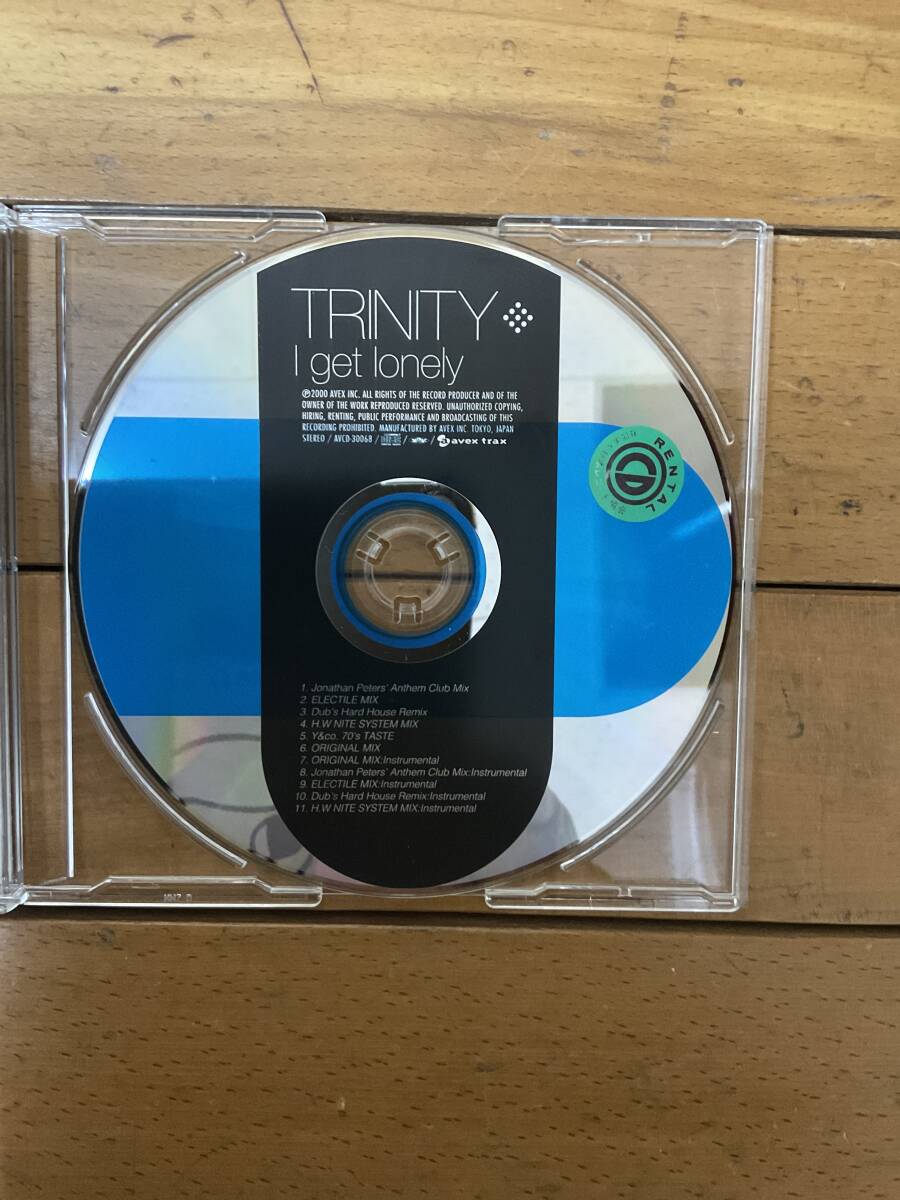 TRINITY
I get lonely
℗2000 AVEX INC. ALL RIGHTS OF THE RECORD PRODUCER AND OF THE
OWNER OF THE WORK REPRODUCED RESERVED. UNAUTHORIZED COPYING,
HIRING, RENTING, PUBLIC PERFORMANCE AND BROADCASTING OF THIS
RECORDING PROHIBITED. MANUFACTURED BY AVEX INC. TOKYO, JAPAN
STEREO / AVCD-30068 / / / avex trax
RENTAL
1. Jonathan Peters' Anthem Club Mix
2. ELECTILE MIX
3. Dub's Hard House Remix
4. H.W NITE SYSTEM MIX
5. Y&co. 70's TASTE
6. ORIGINAL MIX
7. ORIGINAL MIX:Instrumental
8. Jonathan Peters' Anthem Club Mix:Instrumental
9. ELECTILE MIX:Instrumental
10. Dub's Hard House Remix:Instrumental
11. H.W NITE SYSTEM MIX:Instrumental